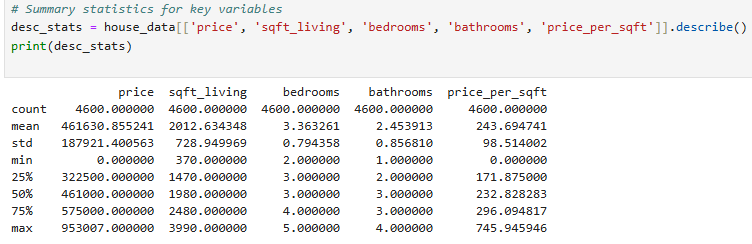 # Summary statistics for key variables
desc_stats = house_data[['price', 'sqft_living', 'bedrooms', 'bathrooms', 'price_per_sqft']].describe()
print(desc_stats)
price sqft_living bedrooms bathrooms price_per_sqft
count 4600.000000 4600.000000 4600.000000 4600.000000 4600.000000
mean 461630.855241 2012.634348 3.363261 2.453913 243.694741
std 187921.400563 728.949969 0.794358 0.856810 98.514002
min 0.000000 370.000000 2.000000 1.000000 0.000000
25% 322500.000000 1470.000000 3.000000 2.000000 171.875000
50% 461000.000000 1980.000000 3.000000 3.000000 232.828283
75% 575000.000000 2480.000000 4.000000 3.000000 296.094817
max 953007.000000 3990.000000 5.000000 4.000000 745.945946